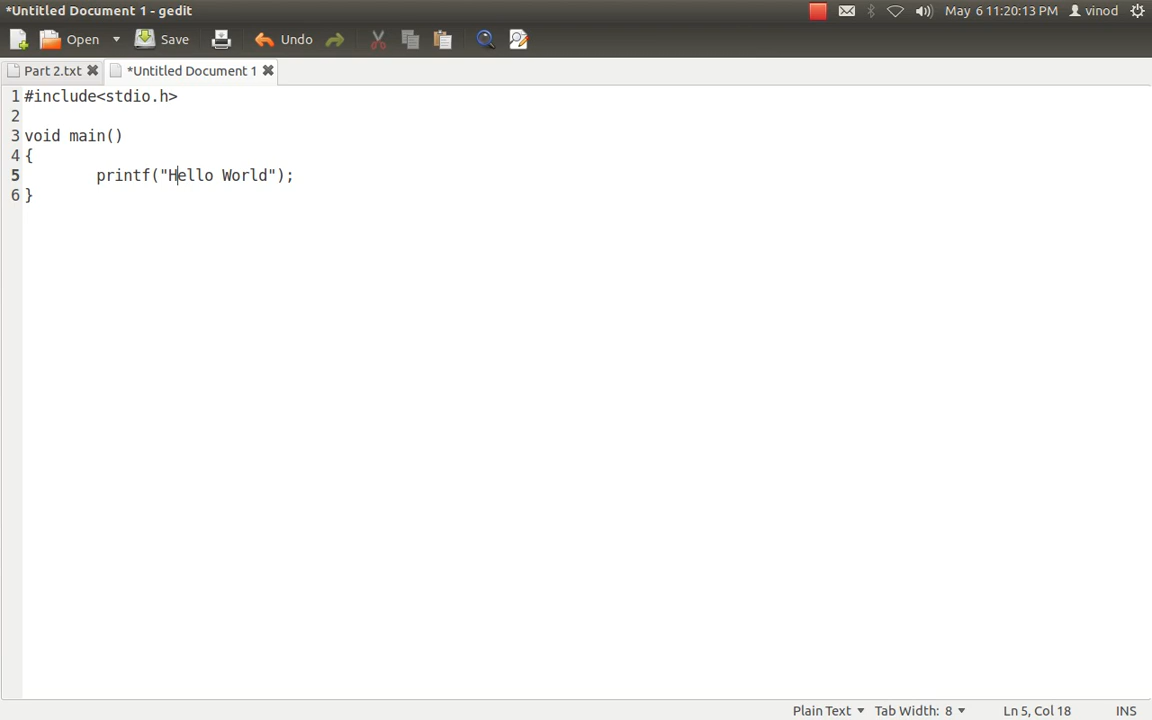 *Untitled Document 1 - gedit
May 6 11:20:13 PM vinod
Open Save Undo
Part 2.txt *Untitled Document 1
1 #include<stdio.h>
2
3 void main()
4 {
5 printf("Hello World");
6 }
Plain Text Tab Width: 8 Ln 5, Col 18 INS